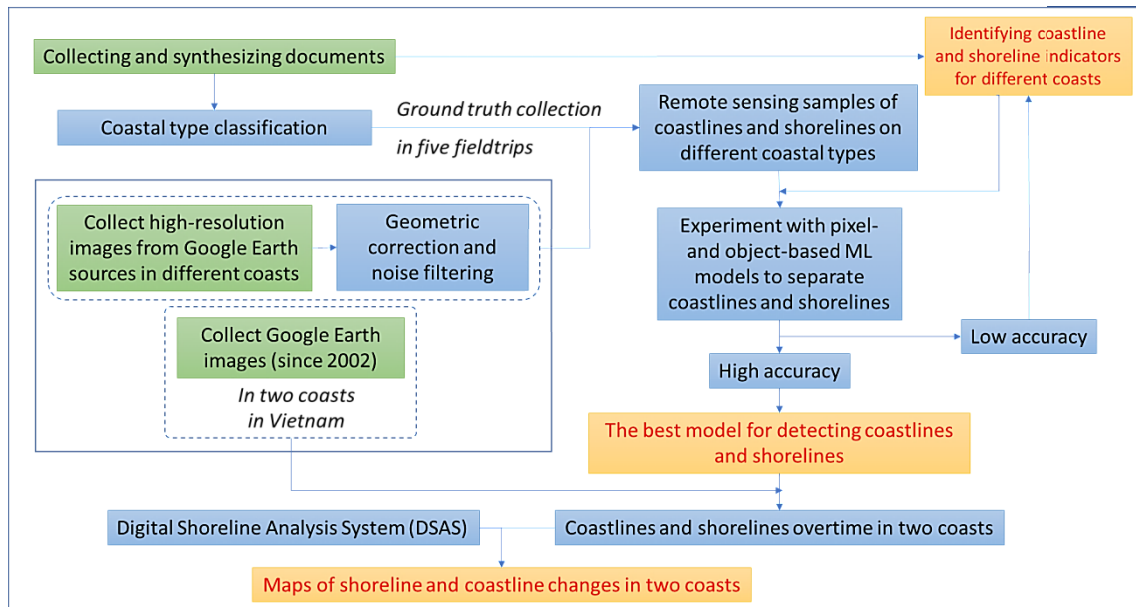 Collecting and synthesizing documents
Identifying coastline
and shoreline indicators
for different coasts
Coastal type classification
Ground truth collection
in five fieldtrips
Remote sensing samples of
coastlines and shorelines on
different coastal types
Collect high-resolution
images from Google Earth
sources in different coasts
Geometric
correction and
noise filtering
Experiment with pixel-
and object-based ML
models to separate
coastlines and shorelines
Collect Google Earth
images (since 2002)
In two coasts
in Vietnam
Low accuracy
High accuracy
The best model for detecting coastlines
and shorelines
Digital Shoreline Analysis System (DSAS)
Coastlines and shorelines overtime in two coasts
Maps of shoreline and coastline changes in two coasts